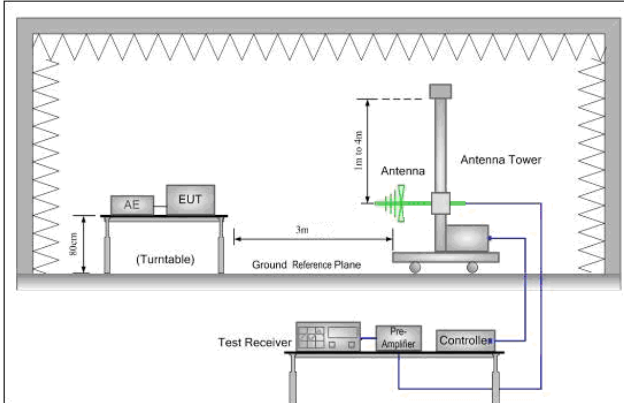 1m to 4m
Antenna
Antenna Tower
AE
EUT
80cm
(Turntable)
3m
Ground Reference Plane
Test Receiver
Pre-
Amplifier
Controller